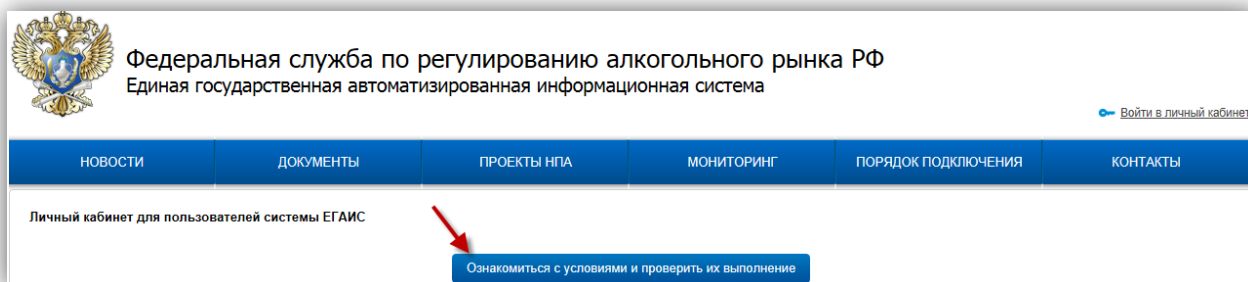 Федеральная служба по регулированию алкогольного рынка РФ
Единая государственная автоматизированная информационная система
Войти в личный кабинет
НОВОСТИ ДОКУМЕНТЫ ПРОЕКТЫ НПА МОНИТОРИНГ ПОРЯДОК ПОДКЛЮЧЕНИЯ КОНТАКТЫ
Личный кабинет для пользователей системы ЕГАИС
Ознакомиться с условиями и проверить их выполнение